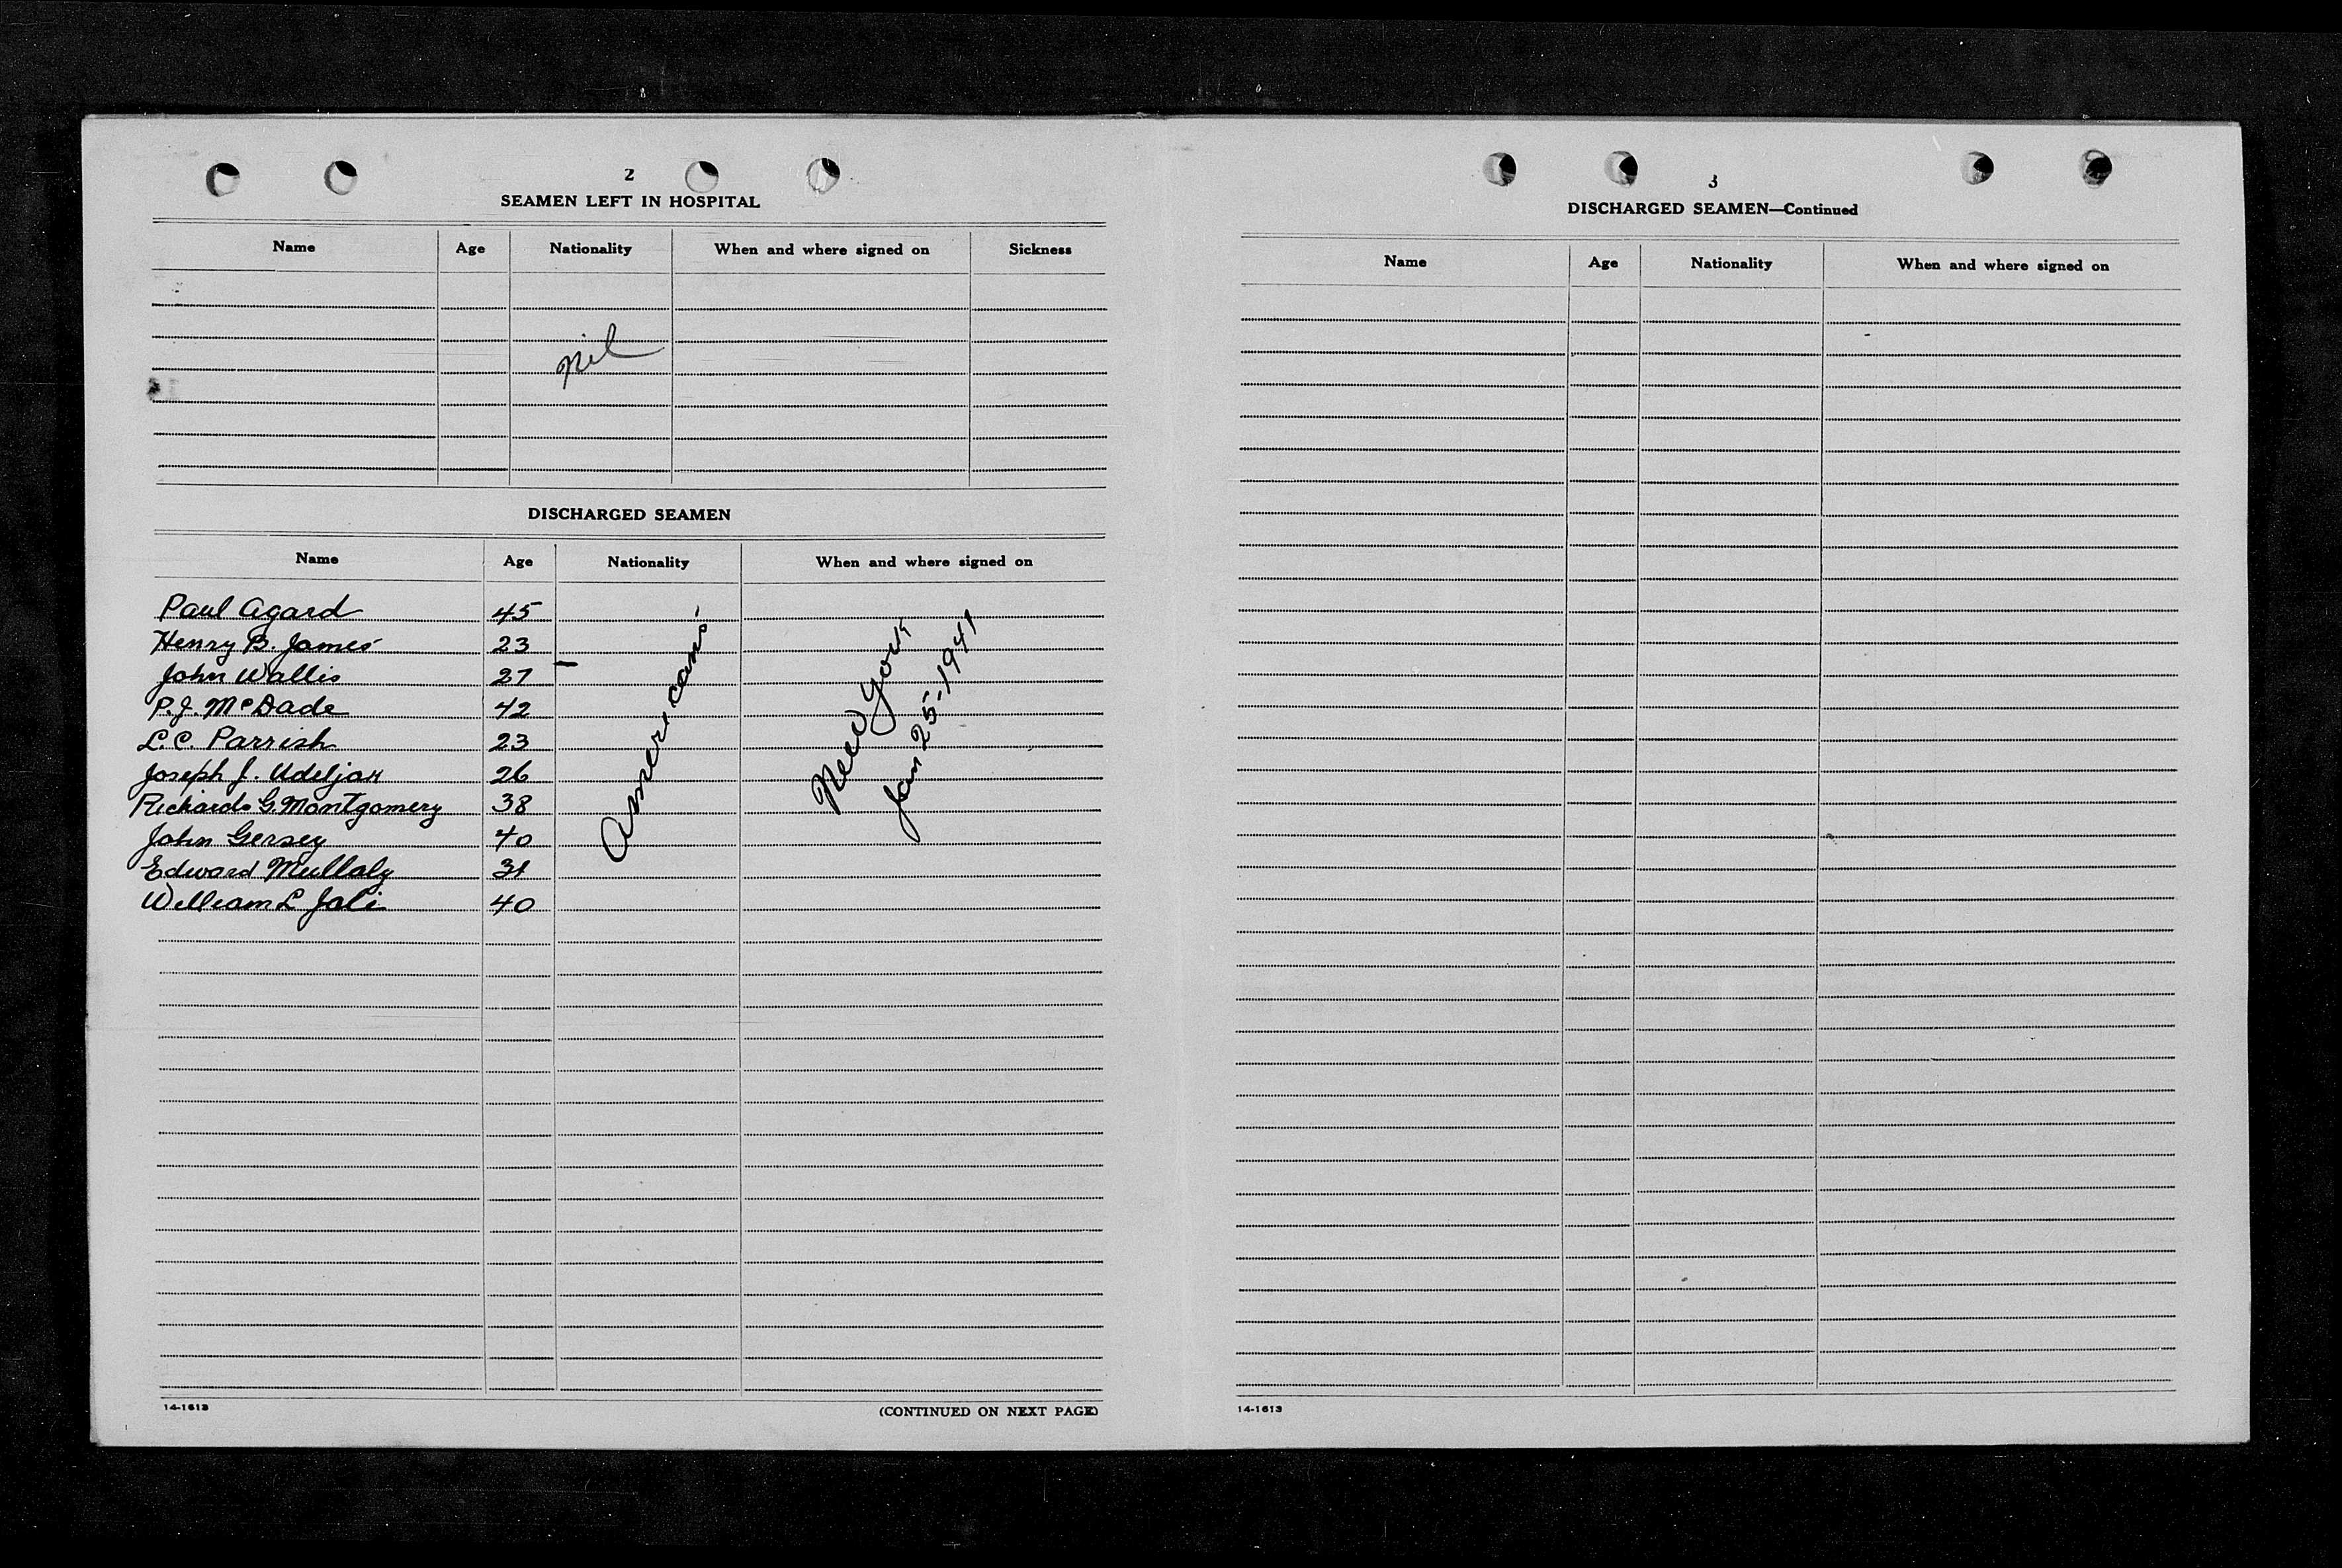 2
SEAMEN LEFT IN HOSPITAL
Name Age Nationality When and where signed on Sickness
nil
DISCHARGED SEAMEN
Name Age Nationality When and where signed on
Paul Agard 45
Henry B. James 23
John Wallis 27
P.J. McDade 42
L.C. Parrish 23
Joseph J. Udeljak 26
Richards G. Montgomery 38
John Gersey 40
Edward Mullaly 31
William L Jali 40
Americans
New York
Jan 25-1941
14-1613
(CONTINUED ON NEXT PAGE)
3
DISCHARGED SEAMEN—Continued
Name Age Nationality When and where signed on
14-1613